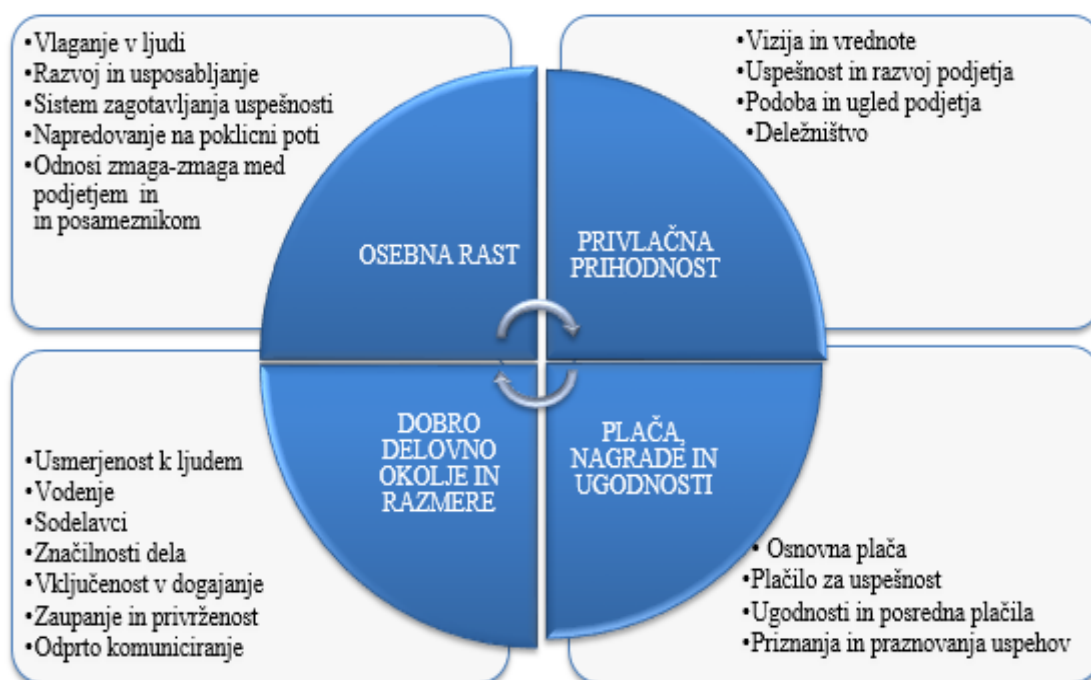 •Vlaganje v ljudi
•Razvoj in usposabljanje
•Sistem zagotavljanja uspešnosti
•Napredovanje na poklicni poti
•Odnosi zmaga-zmaga med
podjetjem in
in posameznikom
•Vizija in vrednote
•Uspešnost in razvoj podjetja
•Podoba in ugled podjetja
•Deležništvo
OSEBNA RAST
PRIVLAČNA
PRIHODNOST
DOBRO
DELOVNO
OKOLJE IN
RAZMERE
PLAČA,
NAGRADE IN
UGODNOSTI
•Usmerjenost k ljudem
•Vodenje
•Sodelavci
•Značilnosti dela
•Vključenost v dogajanje
•Zaupanje in privrženost
•Odprto komuniciranje
• Osnovna plača
•Plačilo za uspešnost
•Ugodnosti in posredna plačila
•Priznanja in praznovanja uspehov